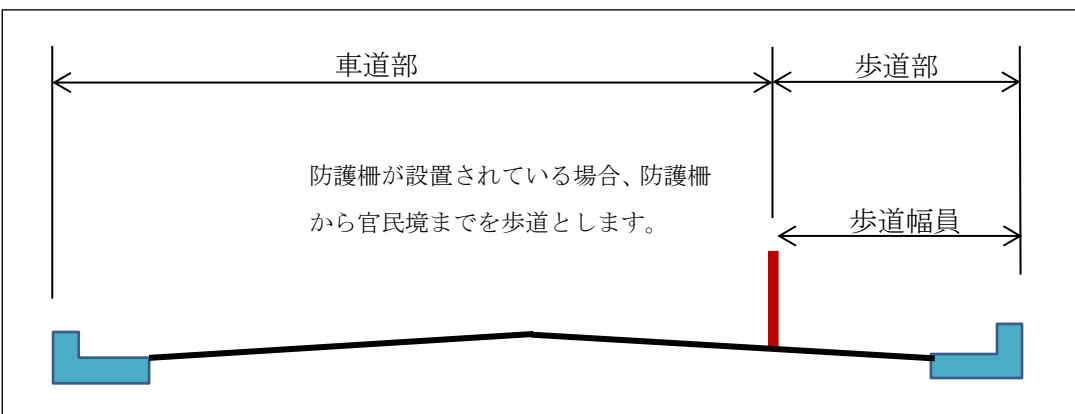 車道部
歩道部
防護柵が設置されている場合、防護柵
から官民境までを歩道とします。
歩道幅員